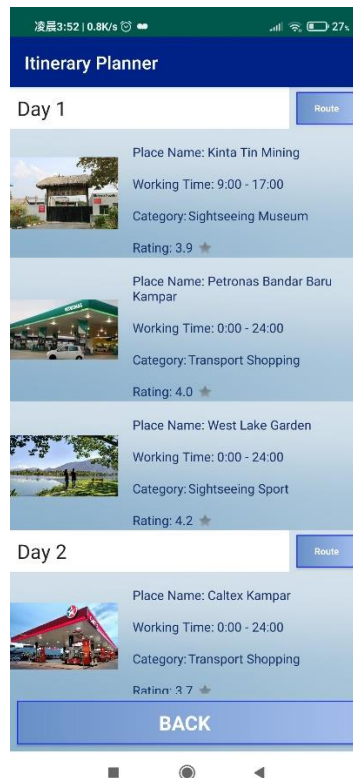 凌晨3:52 | 0.8K/s
27%
Itinerary Planner
Day 1
Route
Place Name: Kinta Tin Mining
Working Time: 9:00 - 17:00
Category: Sightseeing Museum
Rating: 3.9
Place Name: Petronas Bandar Baru
Kampar
Working Time: 0:00 - 24:00
Category: Transport Shopping
Rating: 4.0
PETRONAS
Place Name: West Lake Garden
Working Time: 0:00 - 24:00
Category: Sightseeing Sport
Rating: 4.2
Day 2
Route
Place Name: Caltex Kampar
Working Time: 0:00 - 24:00
Category: Transport Shopping
Rating: 3.7
BACK